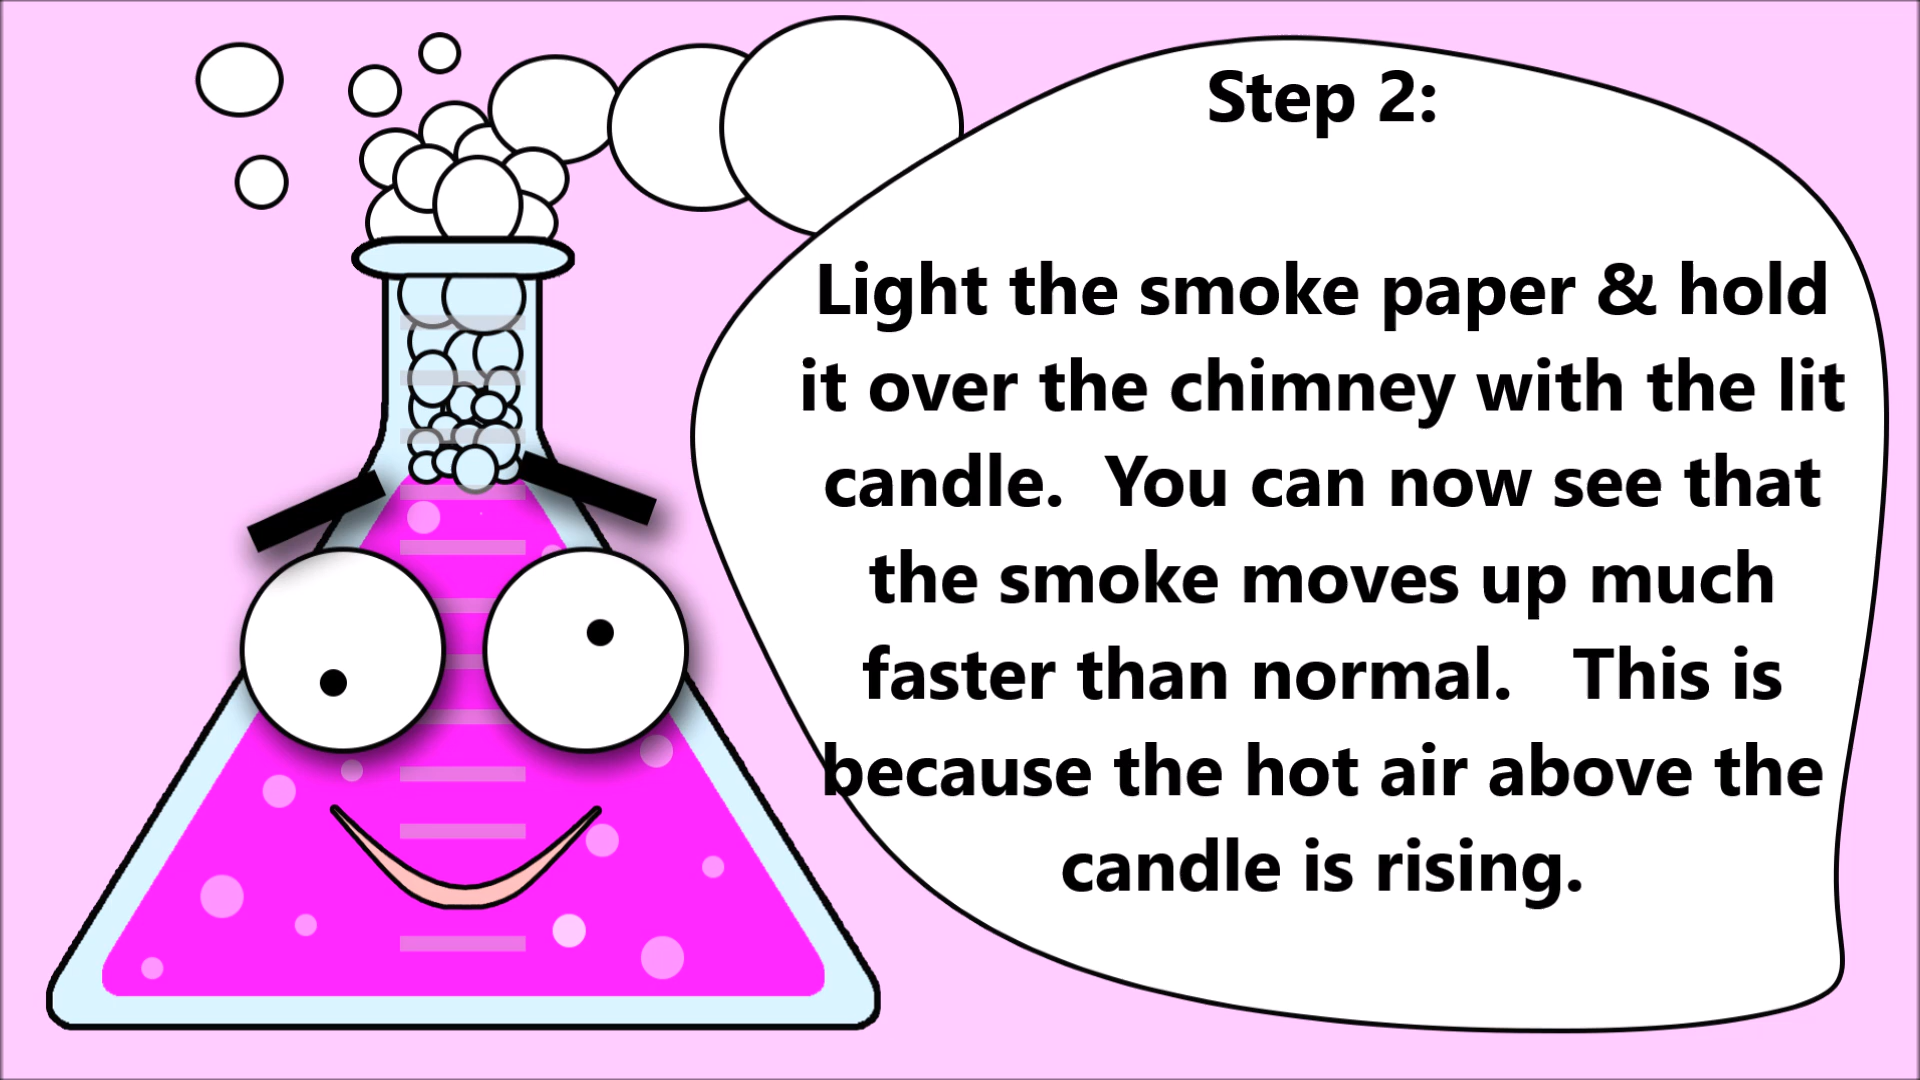 Step 2:
Light the smoke paper & hold
it over the chimney with the lit
candle.  You can now see that
the smoke moves up much
faster than normal.   This is
because the hot air above the
candle is rising.